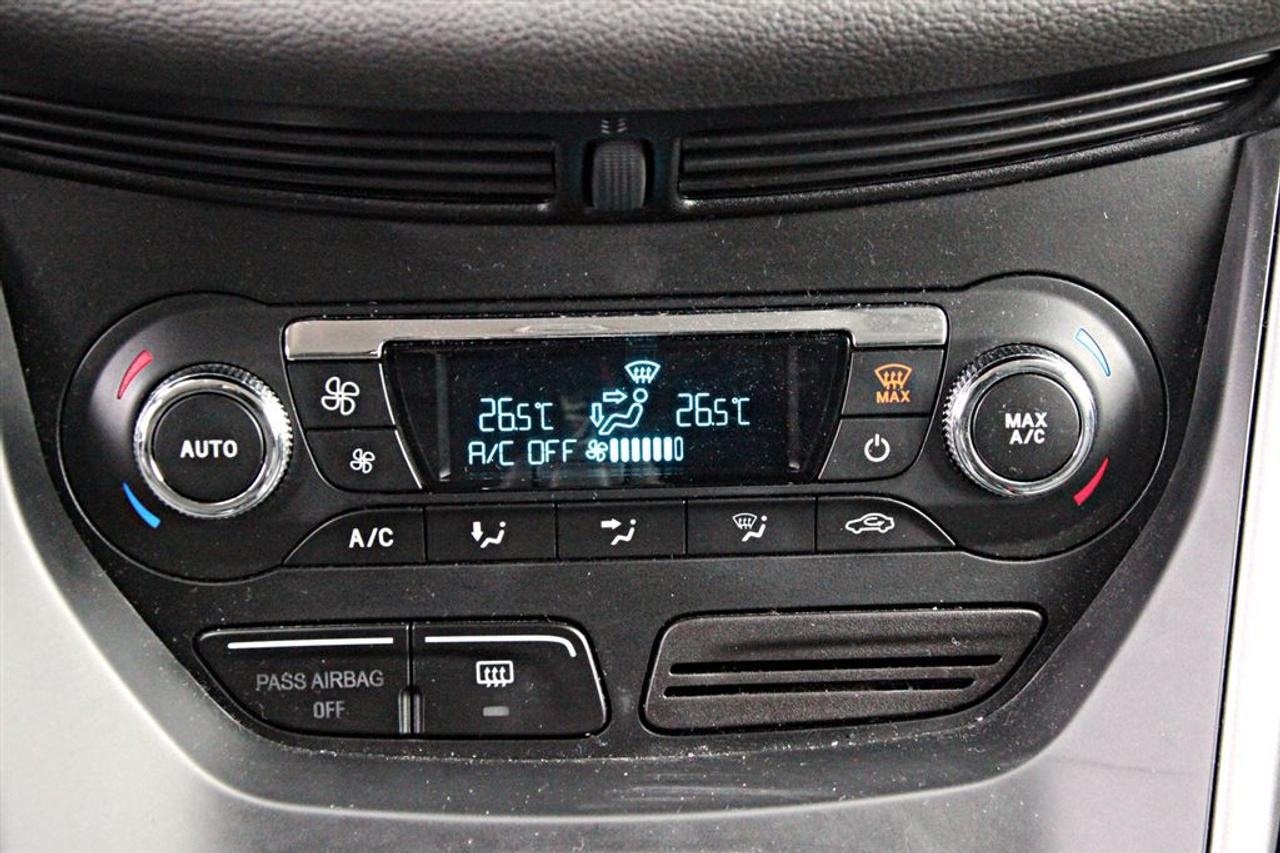 26.5°C 26.5°C
A/C OFF
MAX
AUTO
MAX
A/C
A/C
PASS AIRBAG
OFF